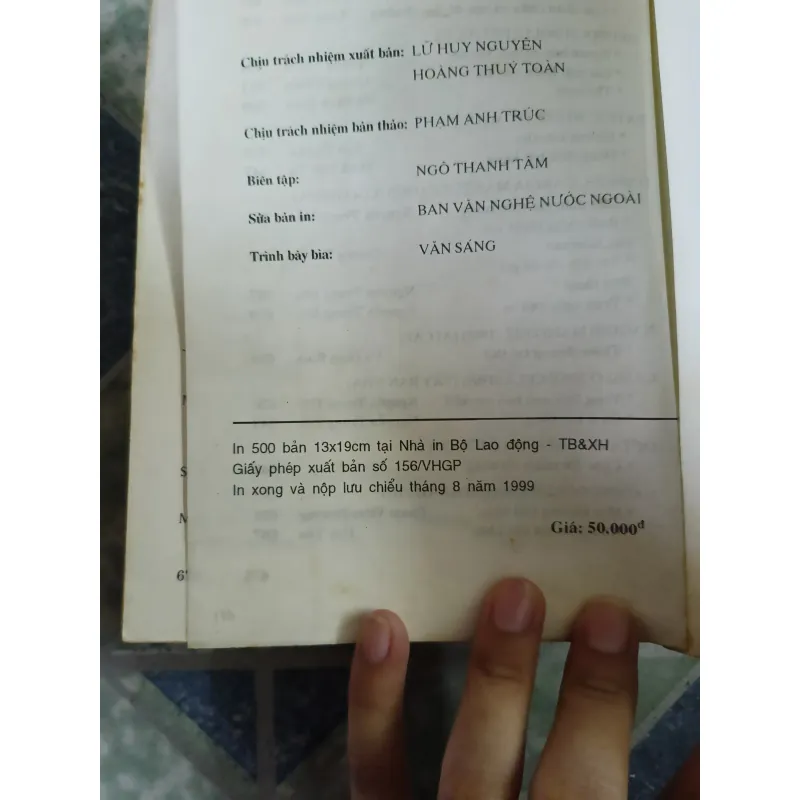 Chịu trách nhiệm xuất bản: LỮ HUY NGUYÊN
HOÀNG THUÝ TOÀN
Chịu trách nhiệm bản thảo: PHẠM ANH TRÚC
Biên tập: NGÔ THANH TÂM
Sửa bản in: BAN VĂN NGHỆ NƯỚC NGOÀI
Trình bày bìa: VĂN SÁNG
In 500 bản 13x19cm tại Nhà in Bộ Lao động - TB&XH
Giấy phép xuất bản số 156/VHGP
In xong và nộp lưu chiểu tháng 8 năm 1999
Giá: 50.000đ